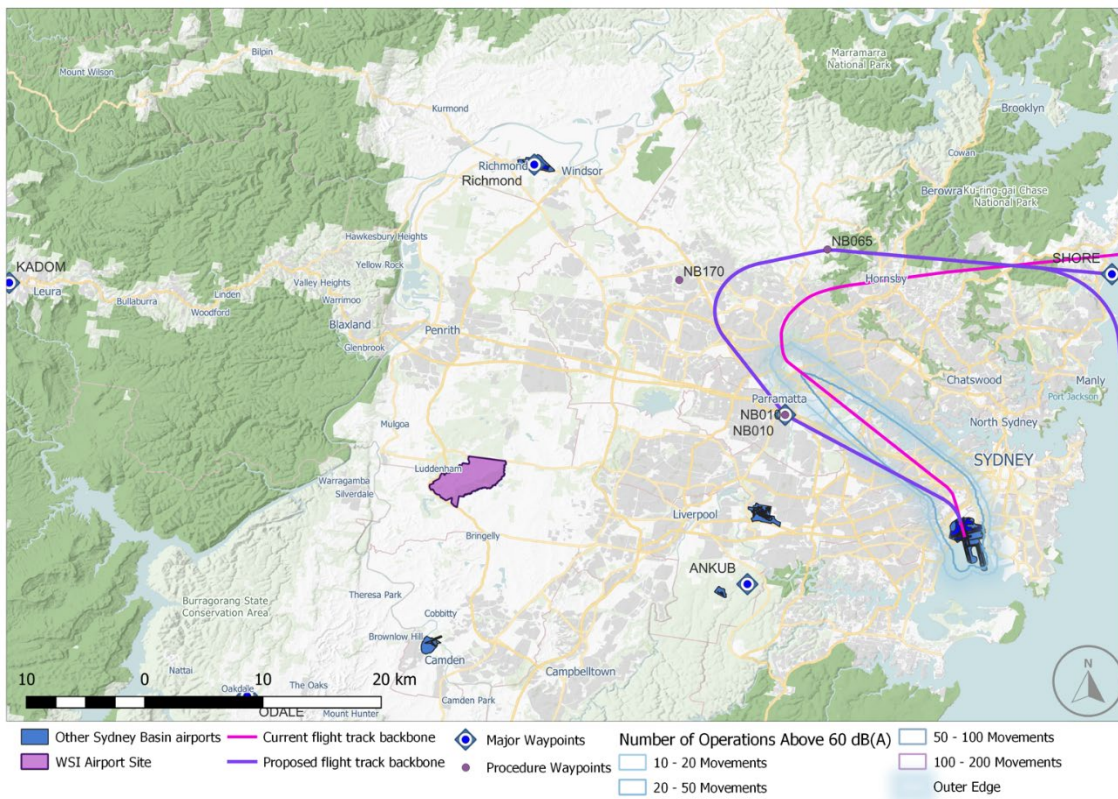 Mount Wilson
Bilpin
Marramarra
National Park
Brooklyn
Kurmond
Cowan
Richmond
Richmond
Windsor
Berowra
Ku-ring-gai Chase
National Park
Hawkesbury Heights
NB065
KADOM
Leura
Yellow Rock
SHORE
Linden
Valley Heights
NB170
Hornsby
Bullaburra
Woodford
Warrimoo
Blaxland
Penrith
Glenbrook
Chatswood
Manly
Parramatta
Port Jackson
NB010
NB010
North Sydney
Mulgoa
SYDNEY
Luddenham
Warragamba
Silverdale
Liverpool
Bringelly
ANKUB
Theresa Park
Burragorang State
Conservation Area
Cobbitty
Brownlow Hill
Camden
Nattai
Campbelltown
N
10 0 10 20 km
Oakdale
The Oaks
Camden Park
ODALE
Mount Hunter
Other Sydney Basin airports
Current flight track backbone
Major Waypoints
Number of Operations Above 60 dB(A)
50 - 100 Movements
WSI Airport Site
Proposed flight track backbone
Procedure Waypoints
10 - 20 Movements
100 - 200 Movements
20 - 50 Movements
Outer Edge